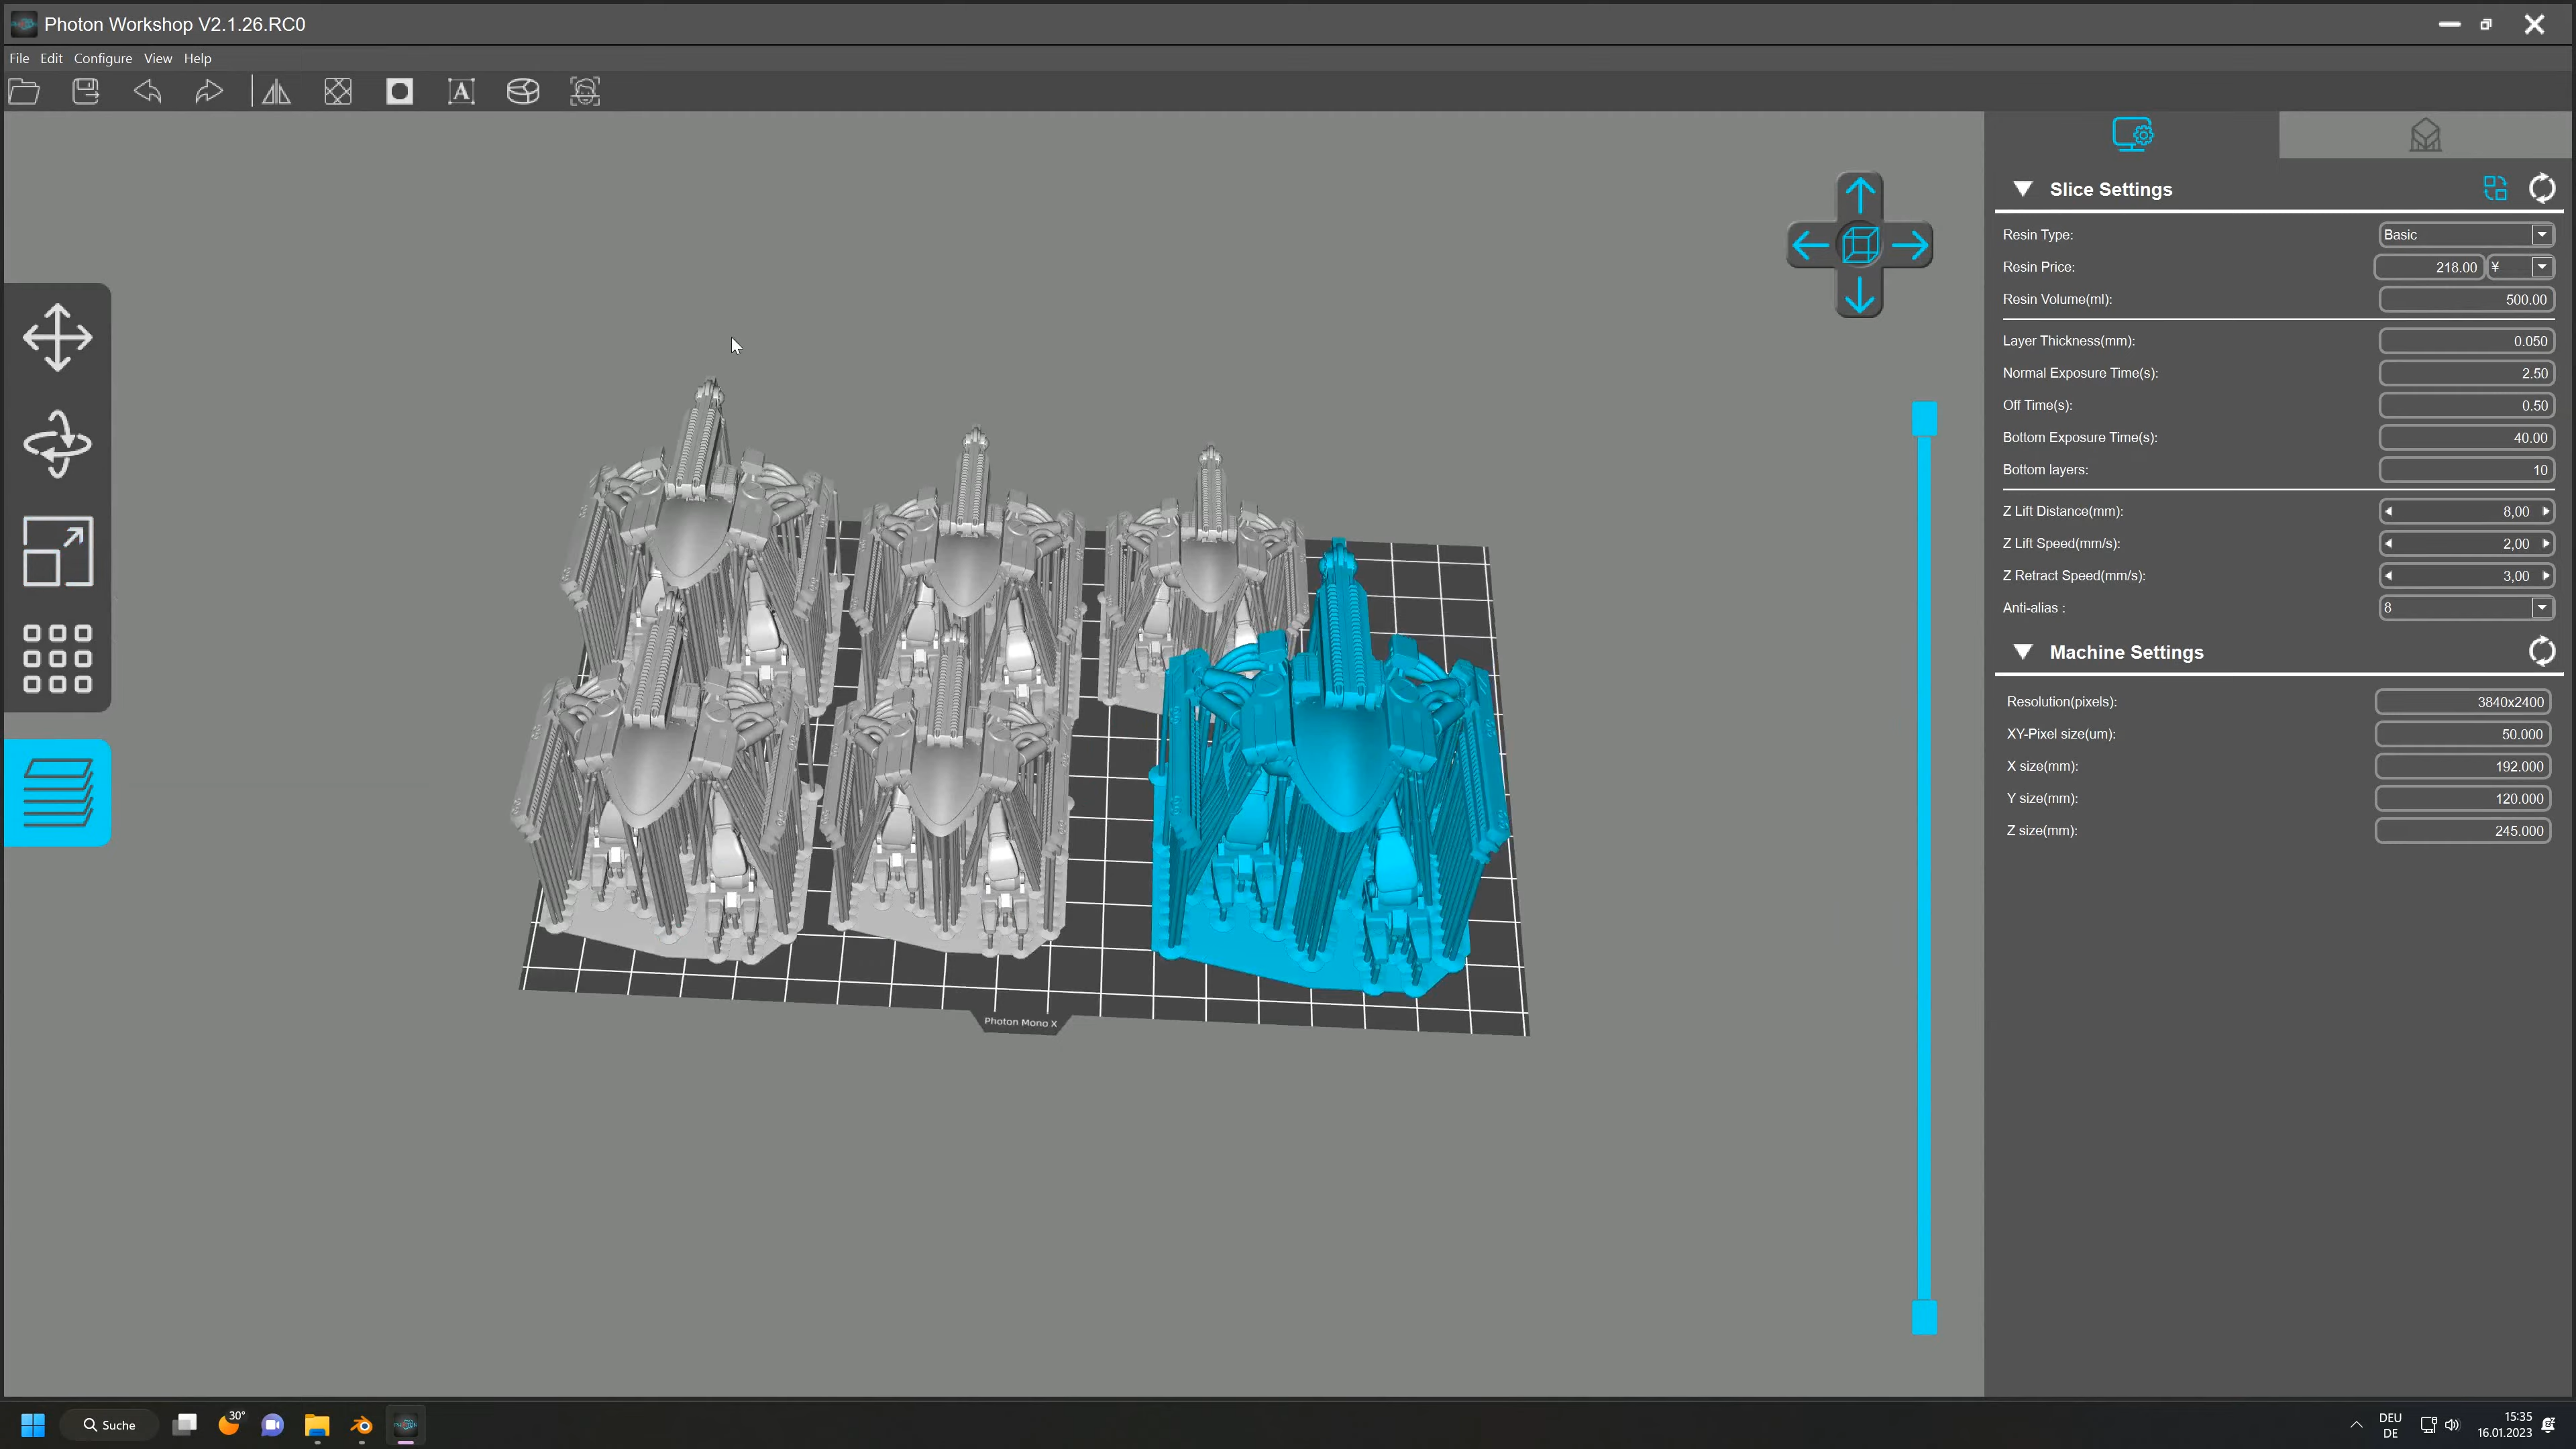 Photon Workshop V2.1.26.RC0
File Edit Configure View Help
A
Slice Settings
Resin Type: Basic
Resin Price: 218.00 ¥
Resin Volume(ml): 500.00
Layer Thickness(mm): 0.050
Normal Exposure Time(s): 2.50
Off Time(s): 0.50
Bottom Exposure Time(s): 40.00
Bottom layers: 10
Z Lift Distance(mm): 8,00
Z Lift Speed(mm/s): 2,00
Z Retract Speed(mm/s): 3,00
Anti-alias : 8
Machine Settings
Resolution(pixels): 3840x2400
XY-Pixel size(um): 50.000
X size(mm): 192.000
Y size(mm): 120.000
Z size(mm): 245.000
Photon Mono X
Suche
30°
DEU
DE
15:35
16.01.2023